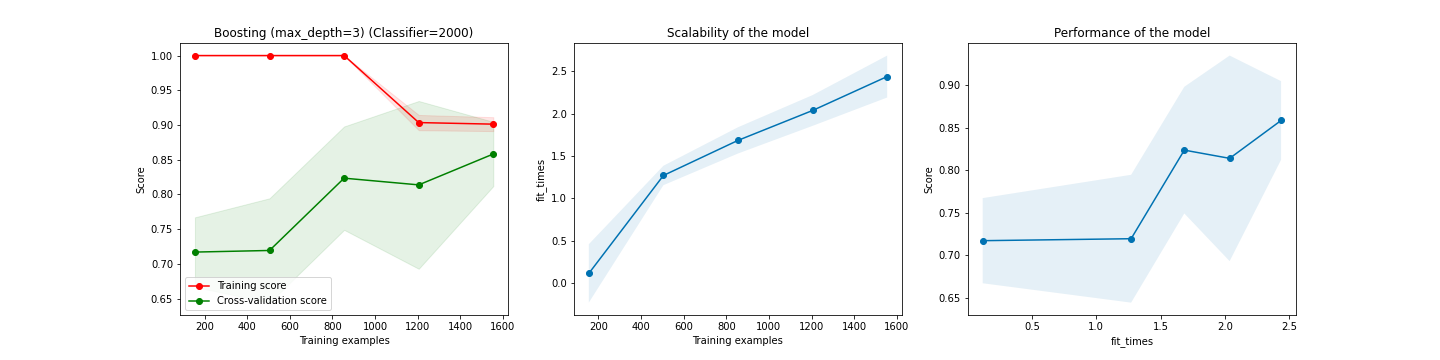 Boosting (max_depth=3) (Classifier=2000)
1.00
0.95
0.90
0.85
0.80
0.75
0.70
0.65
Score
Training score
Cross-validation score
200 400 600 800 1000 1200 1400 1600
Training examples
Scalability of the model
2.5
2.0
1.5
1.0
0.5
0.0
fit_times
200 400 600 800 1000 1200 1400 1600
Training examples
Performance of the model
0.90
0.85
0.80
0.75
0.70
0.65
Score
0.5 1.0 1.5 2.0 2.5
fit_times